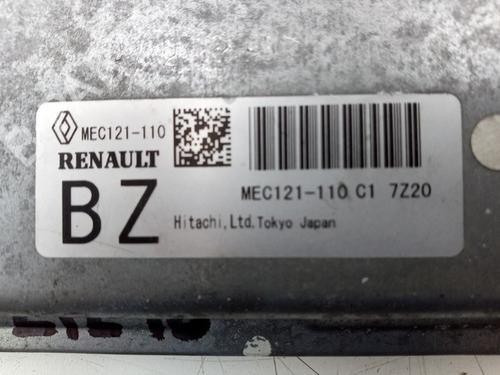 MEC121-110
RENAULT
BZ
MEC121-110 C1 7Z20
Hitachi,Ltd.Tokyo Japan